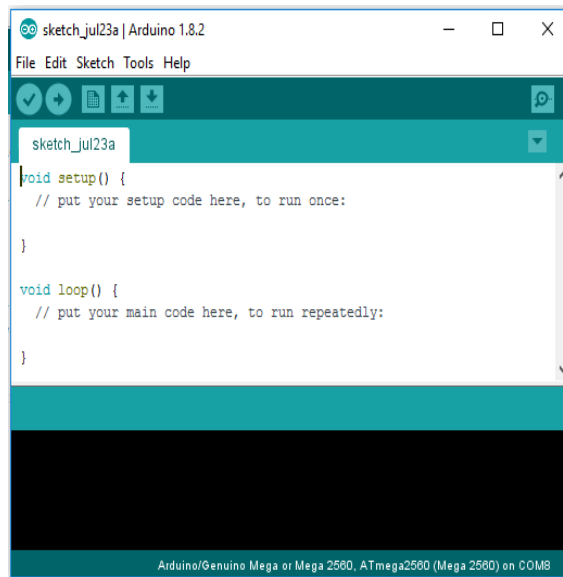 sketch_jul23a | Arduino 1.8.2
File Edit Sketch Tools Help
sketch_jul23a
void setup() {
  // put your setup code here, to run once:
}
void loop() {
  // put your main code here, to run repeatedly:
}
Arduino/Genuino Mega or Mega 2560, ATmega2560 (Mega 2560) on COM8